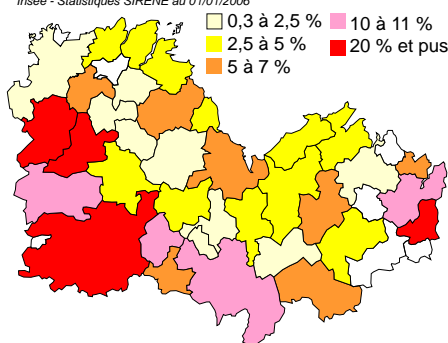 Insee - Statistiques SIRENE au 01/01/2006
0,3 à 2,5 %
10 à 11 %
2,5 à 5 %
20 % et pus
5 à 7 %